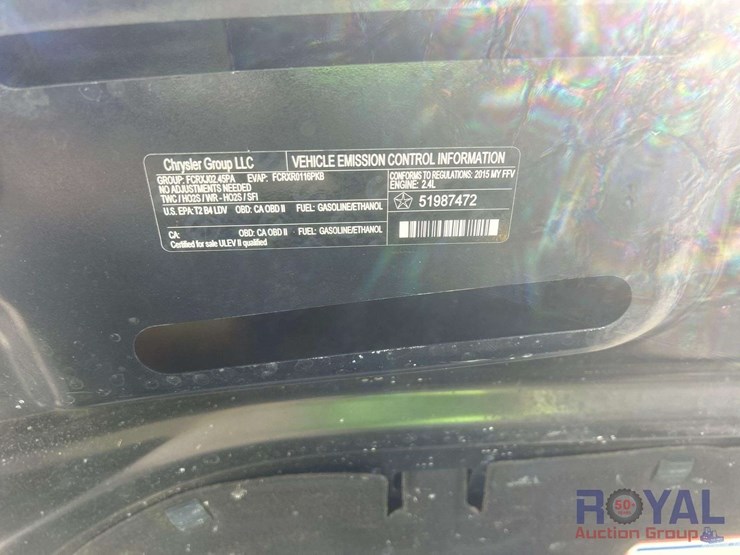 Chrysler Group LLC
VEHICLE EMISSION CONTROL INFORMATION
GROUP: FCRXJ02.45PA EVAP: FCRXR0116PKB
NO ADJUSTMENTS NEEDED
TWC / HO2S / WR - HO2S / SFI
CONFORMS TO REGULATIONS: 2015 MY FFV
ENGINE: 2.4L
U.S. EPA: T2 B4 LDV OBD: CA OBD II FUEL: GASOLINE/ETHANOL
51987472
CA: OBD: CA OBD II FUEL: GASOLINE/ETHANOL
Certified for sale ULEV II qualified
ROYAL
50+
Auction Group